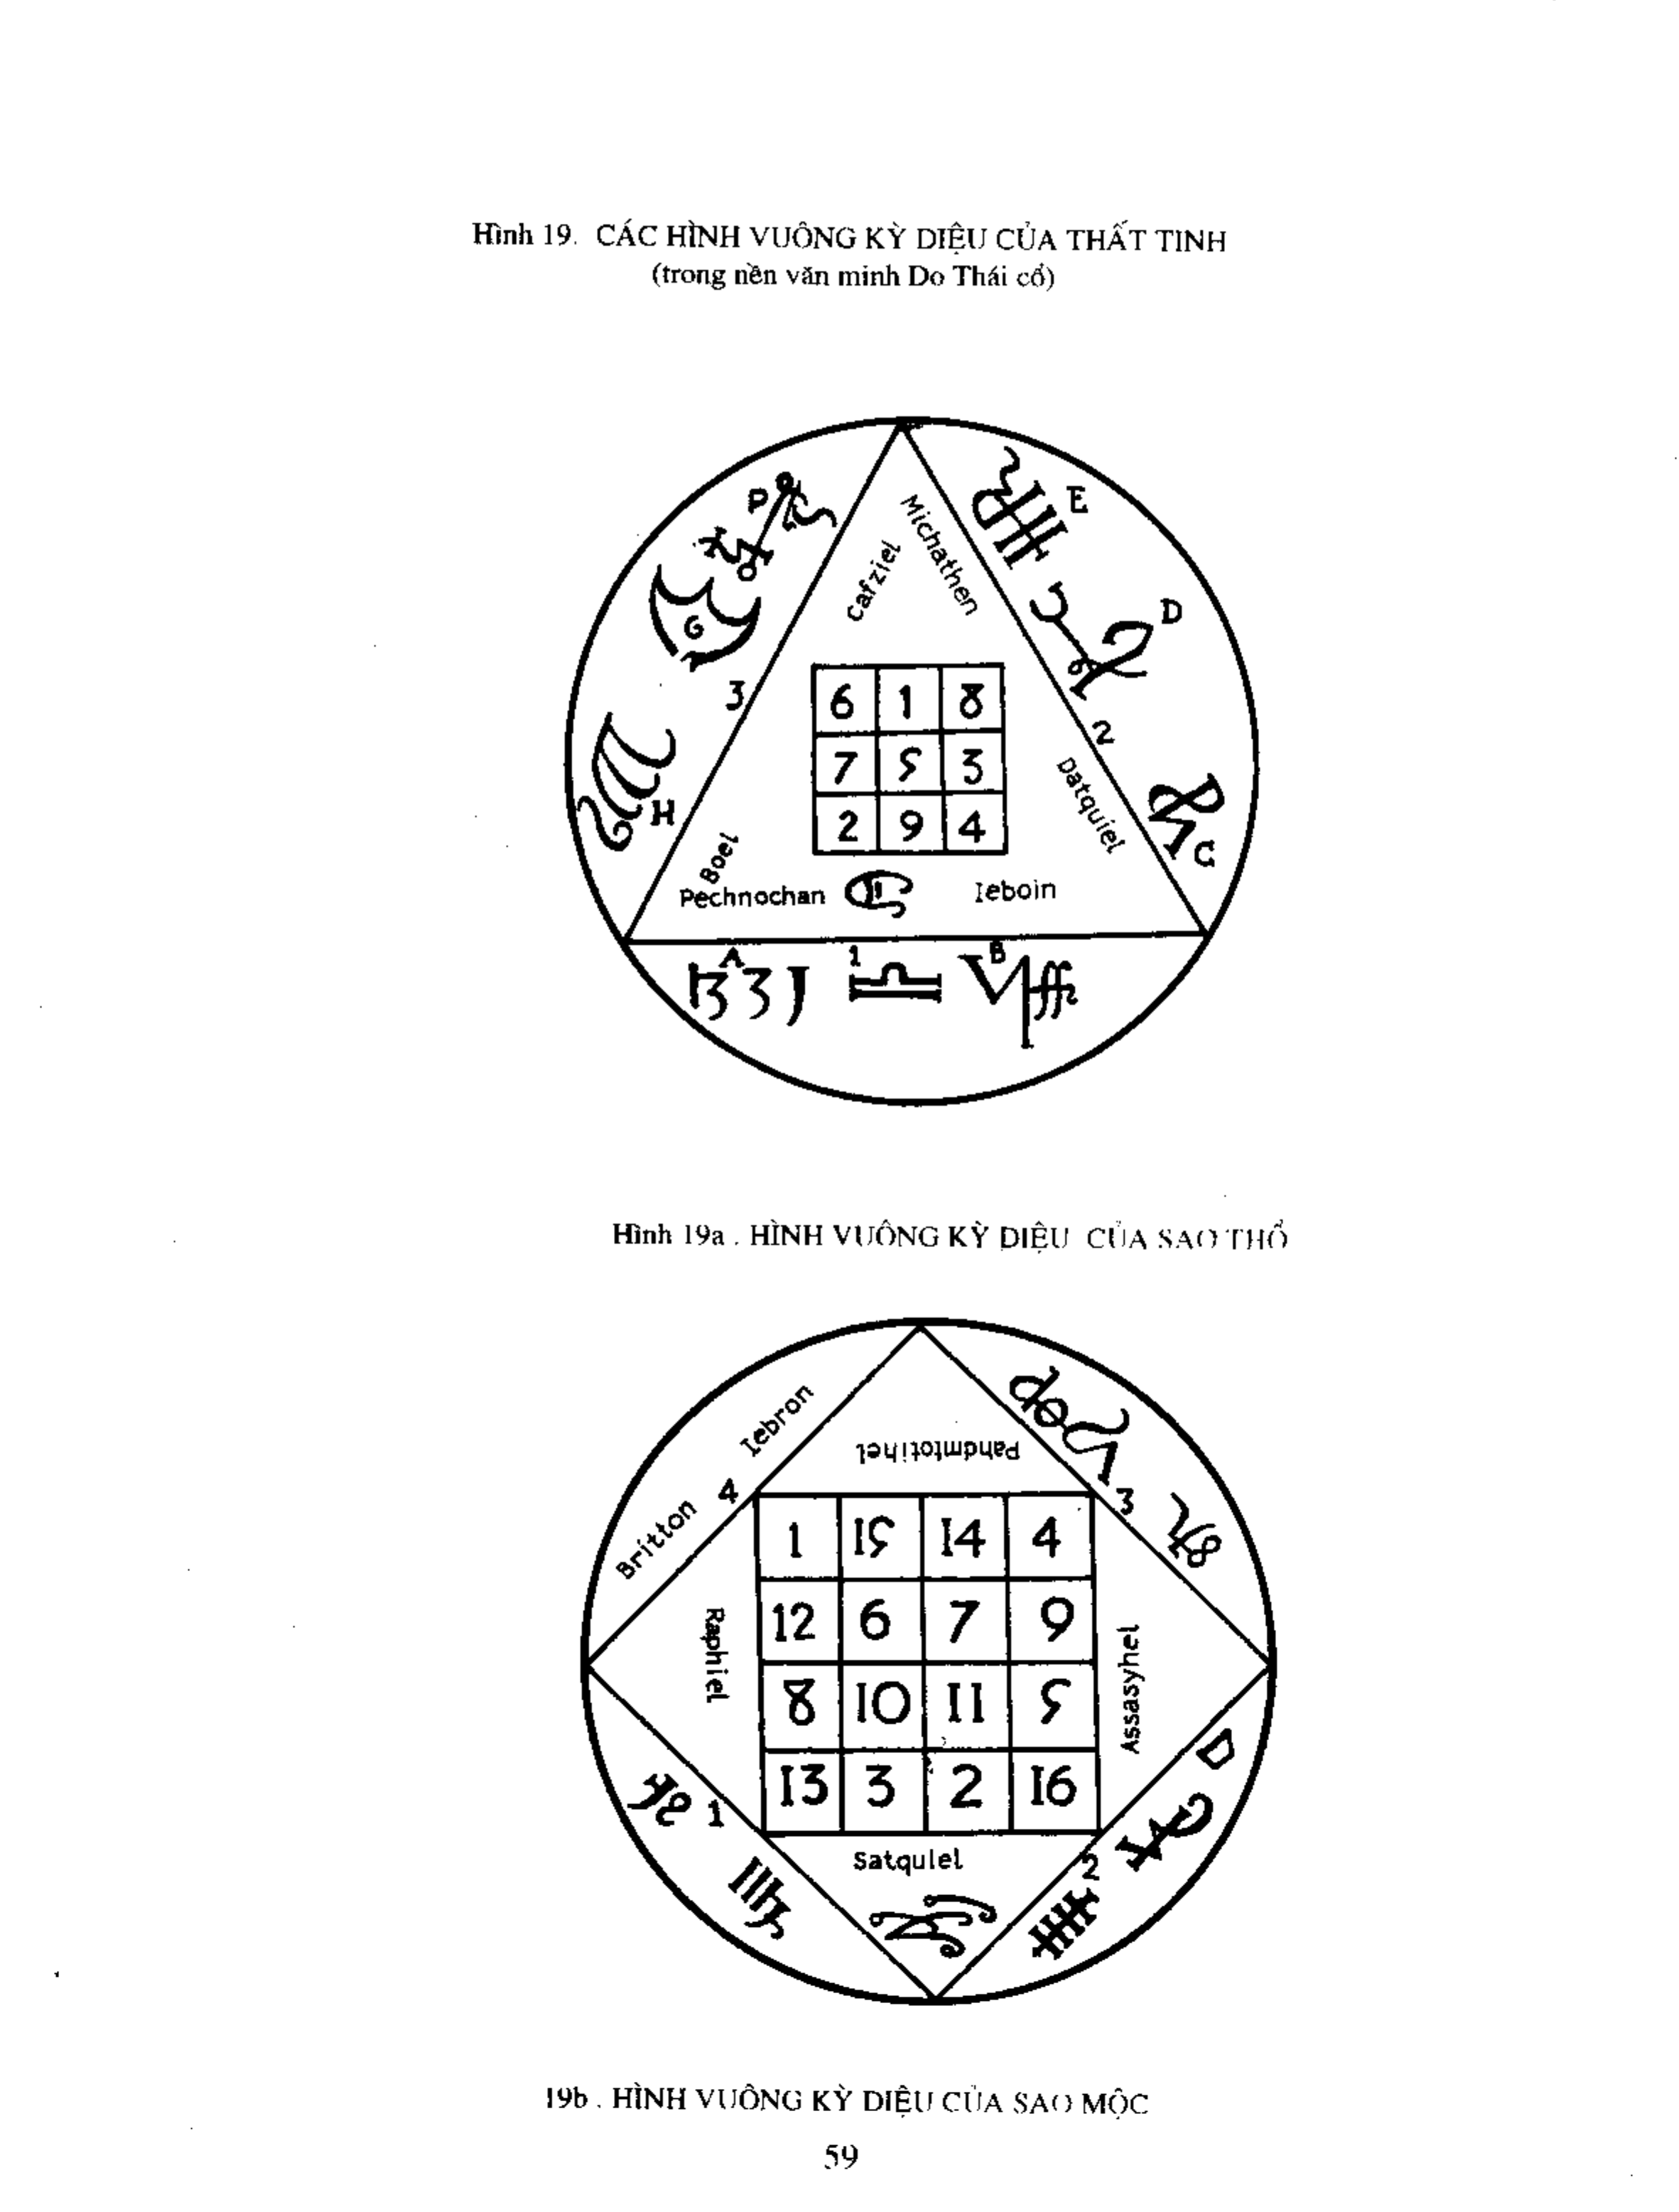 Hình 19. CÁC HÌNH VUÔNG KỲ DIỆU CỦA THẤT TINH
(trong nền văn minh Do Thái cổ)
P
E
Michathen
Cafziel
D
G
3
6 1 8
2
7 5 3
H
2 9 4
Datquiel
C
Boel
Pechnochan
Ieboin
A
1
B
Hình 19a . HÌNH VUÔNG KỲ DIỆU CỦA SAO THỔ
Iebron
Pahdmtotihel
4
3
Britton
1 15 14 4
12 6 7 9
Raphiel
Assasyhel
8 10 11 5
D
13 3 2 16
1
Satquiel
2
19b . HÌNH VUÔNG KỲ DIỆU CỦA SAO MỘC
59